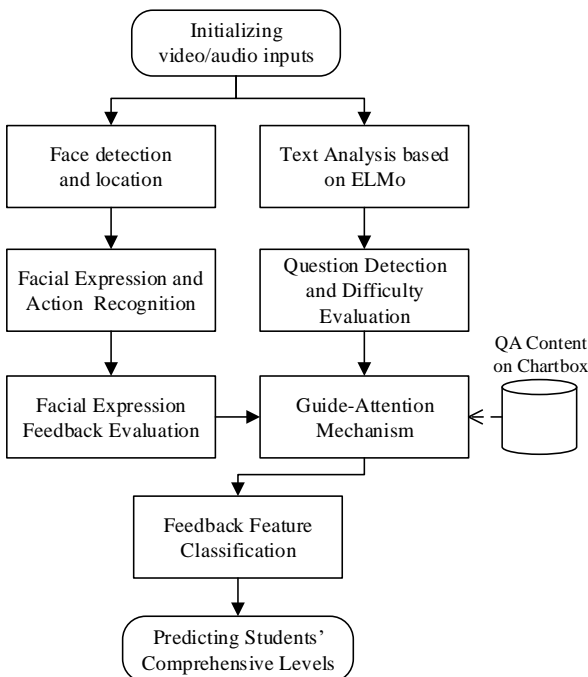 Initializing
video/audio inputs
Face detection
and location
Text Analysis based
on ELMo
Facial Expression and
Action Recognition
Question Detection
and Difficulty
Evaluation
QA Content
on Chartbox
Facial Expression
Feedback Evaluation
Guide-Attention
Mechanism
Feedback Feature
Classification
Predicting Students’
Comprehensive Levels